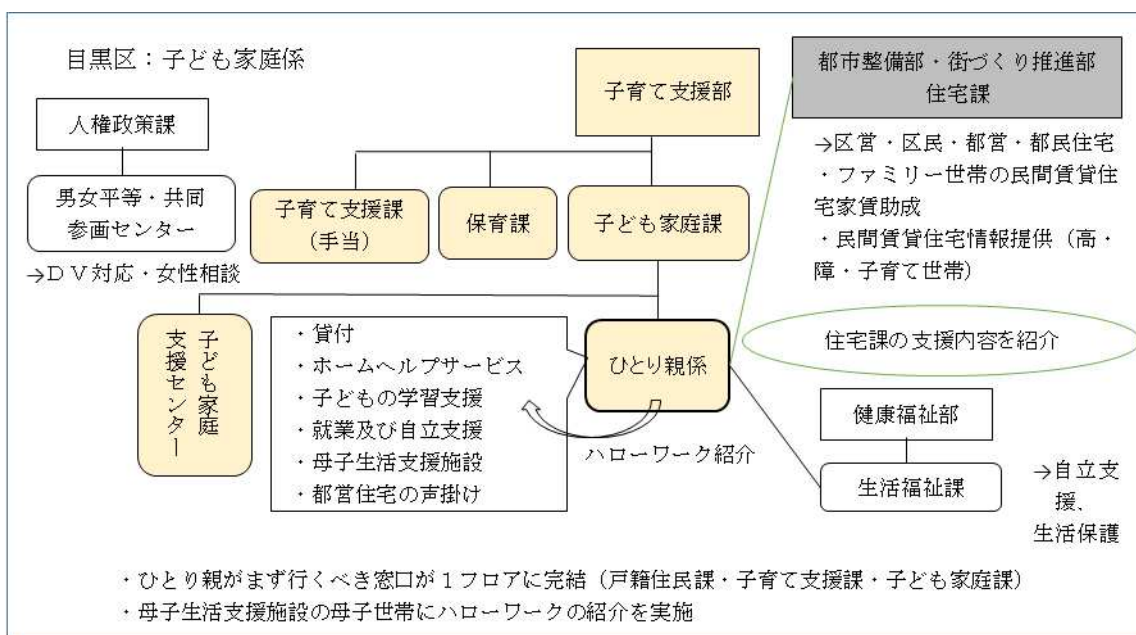 目黒区：子ども家庭係
人権政策課
男女平等・共同
参画センター
→ＤＶ対応・女性相談
子育て支援部
子育て支援課
（手当）
保育課
子ども家庭課
都市整備部・街づくり推進部
住宅課
→区営・区民・都営・都民住宅
・ファミリー世帯の民間賃貸住
宅家賃助成
・民間賃貸住宅情報提供（高・
障・子育て世帯）
子ども家庭
支援センター
・貸付
・ホームヘルプサービス
・子どもの学習支援
・就業及び自立支援
・母子生活支援施設
・都営住宅の声掛け
ひとり親係
ハローワーク紹介
住宅課の支援内容を紹介
健康福祉部
生活福祉課
→自立支
援、
生活保護
・ひとり親がまず行くべき窓口が１フロアに完結（戸籍住民課・子育て支援課・子ども家庭課）
・母子生活支援施設の母子世帯にハローワークの紹介を実施